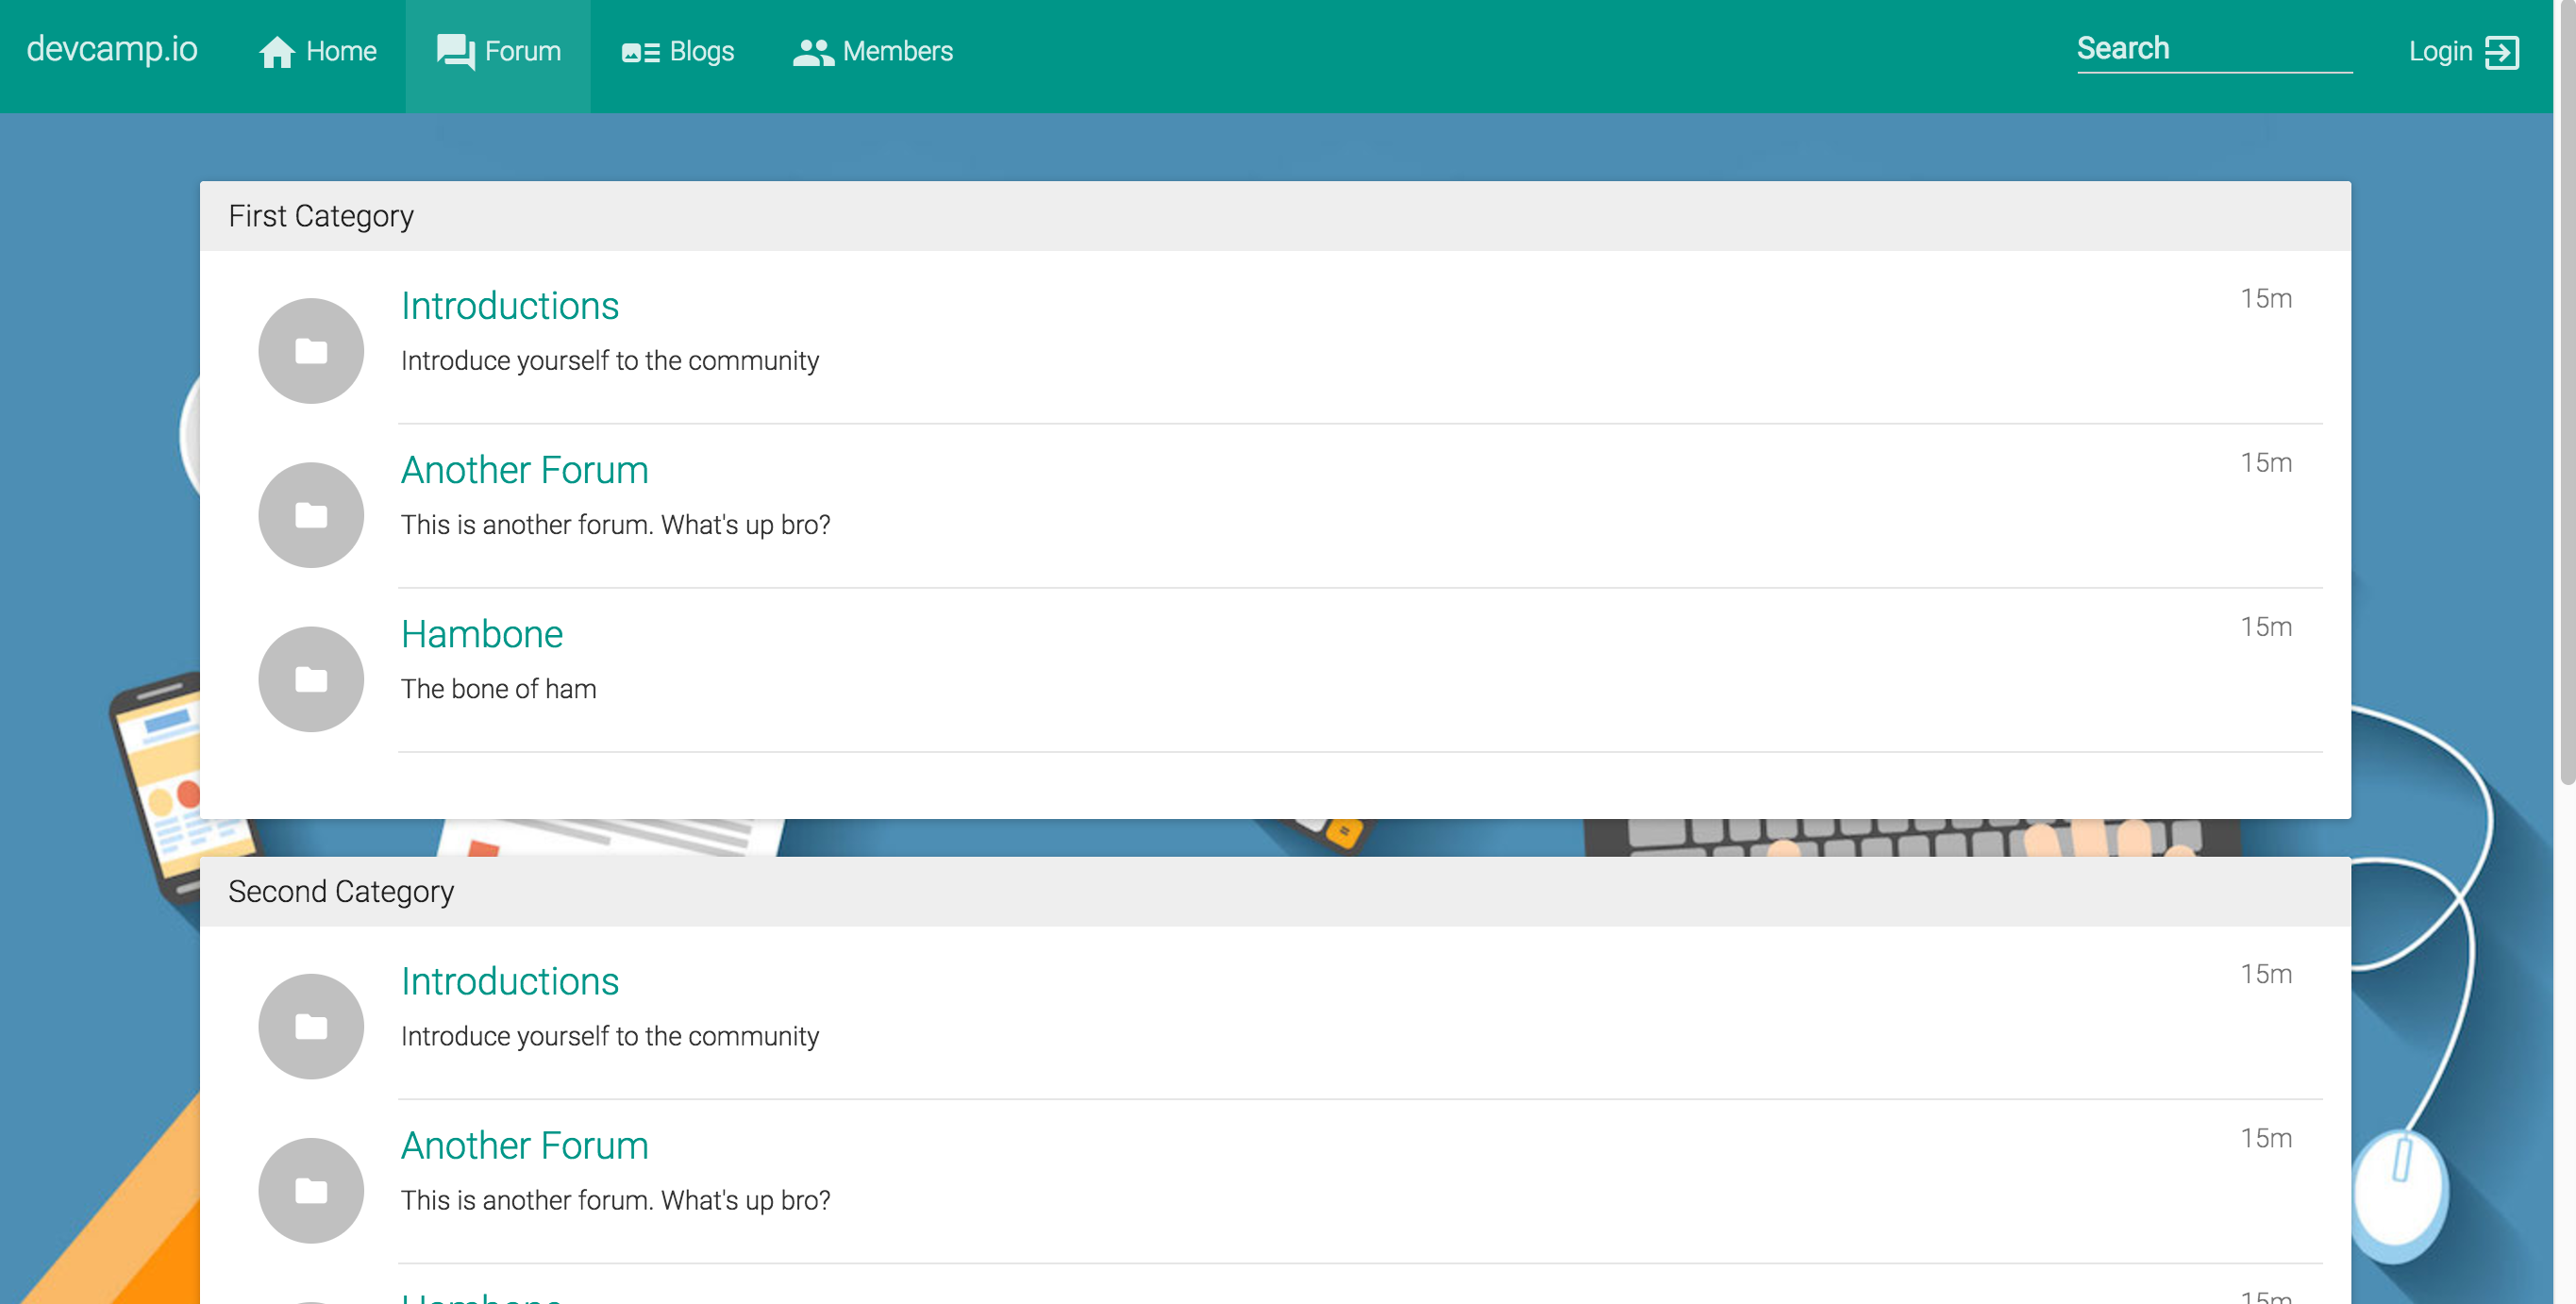 devcamp.io Home Forum Blogs Members Search Login
First Category
Introductions 15m
Introduce yourself to the community
Another Forum 15m
This is another forum. What's up bro?
Hambone 15m
The bone of ham
Second Category
Introductions 15m
Introduce yourself to the community
Another Forum 15m
This is another forum. What's up bro?
Hambone 15m